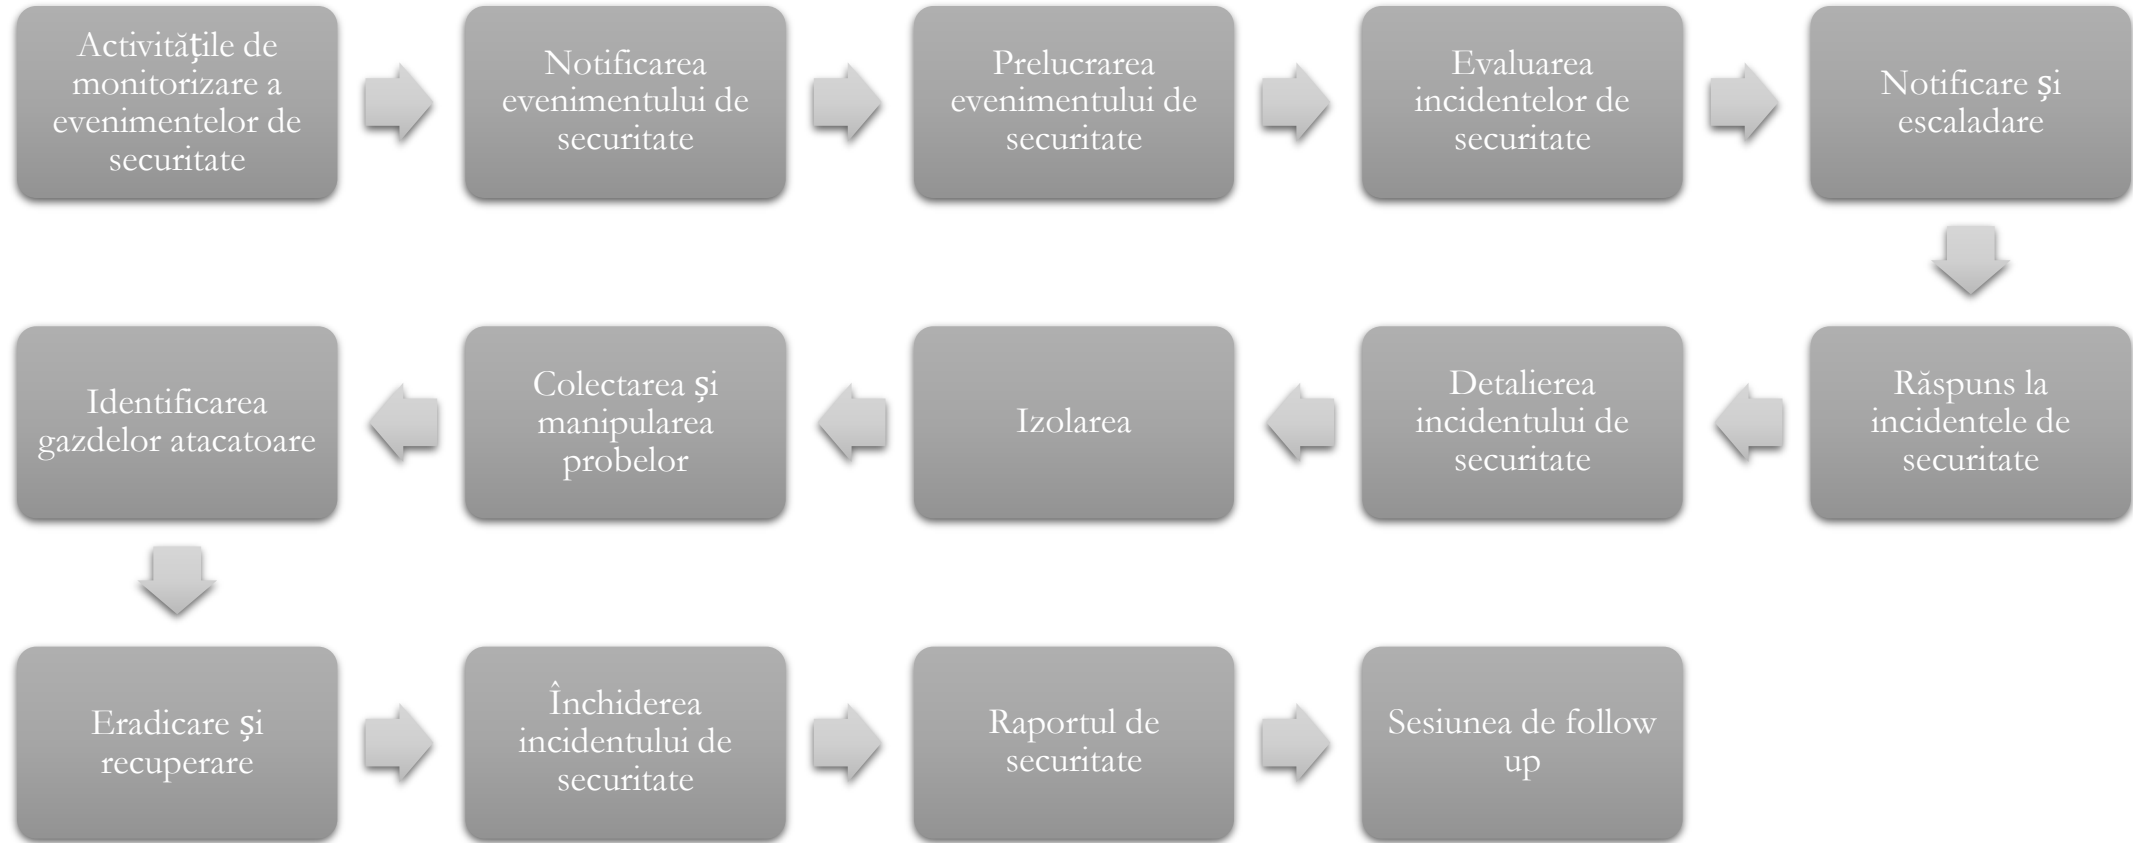 Activitățile de
monitorizare a
evenimentelor de
securitate
Notificarea
evenimentului de
securitate
Prelucrarea
evenimentului de
securitate
Evaluarea
incidentelor de
securitate
Notificare și
escaladare
Răspuns la
incidentele de
securitate
Detalierea
incidentului de
securitate
Izolarea
Colectarea și
manipularea
probelor
Identificarea
gazdelor atacatoare
Eradicare și
recuperare
Închiderea
incidentului de
securitate
Raportul de
securitate
Sesiunea de follow
up